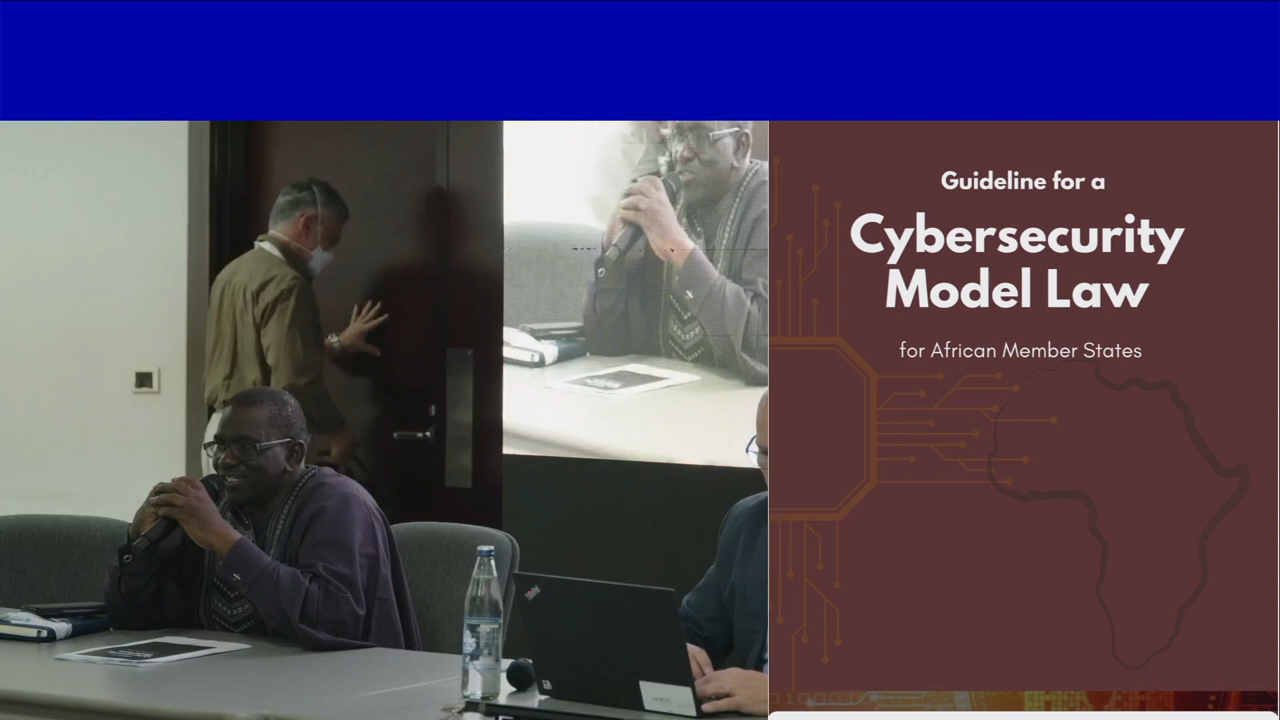 Guideline for a
Cybersecurity
Model Law
for African Member States